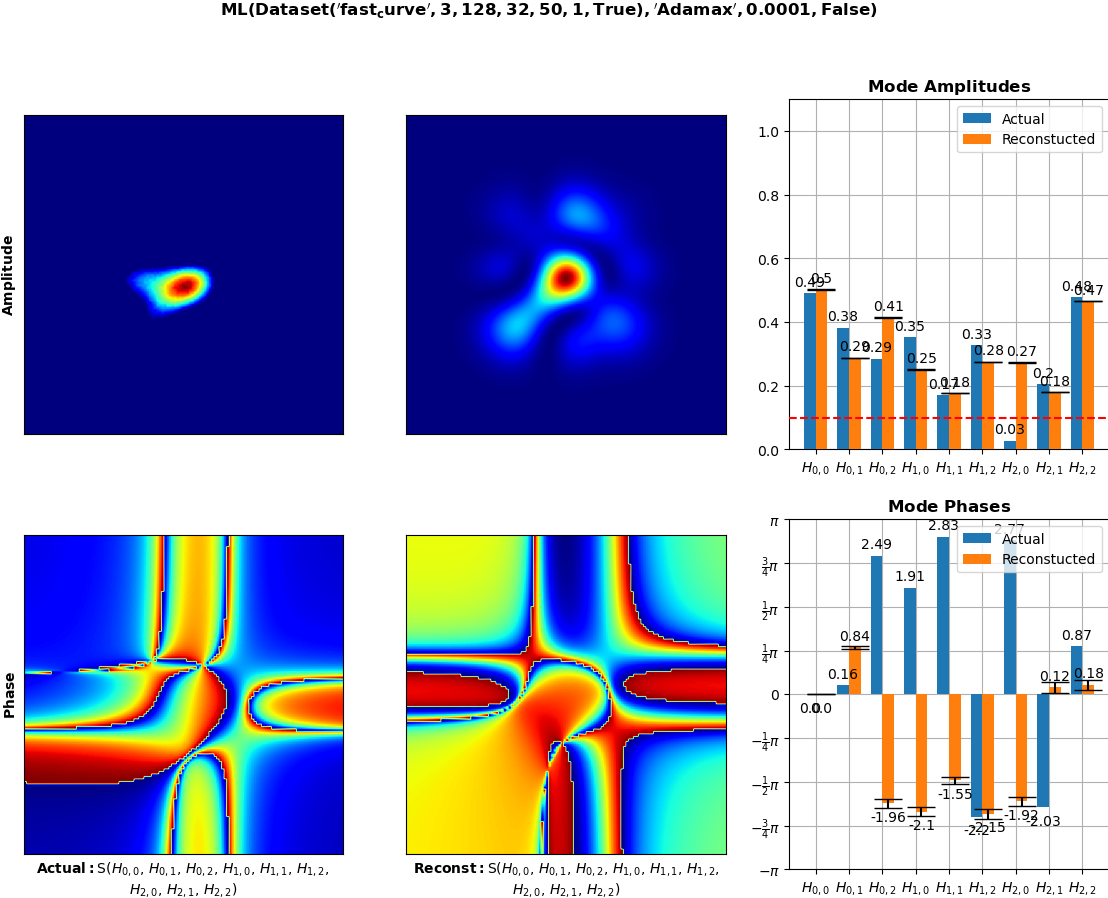 ML(Dataset('fast_curve', 3, 128, 32, 50, 1, True), 'Adamax', 0.0001, False)
Amplitude
Mode Amplitudes
Actual
Reconstucted
1.0
0.8
0.6
0.4
0.2
0.0
0.49 0.5
0.38 0.29
0.29 0.41
0.35 0.25
0.17 0.18
0.33 0.28
0.03 0.27
0.2 0.18
0.48 0.47
H0,0 H0,1 H0,2 H1,0 H1,1 H1,2 H2,0 H2,1 H2,2
Phase
Actual: S(H0,0, H0,1, H0,2, H1,0, H1,1, H1,2,
H2,0, H2,1, H2,2)
Reconst: S(H0,0, H0,1, H0,2, H1,0, H1,1, H1,2,
H2,0, H2,1, H2,2)
Mode Phases
Actual
Reconstucted
π
3/4π
1/2π
1/4π
0
−1/4π
−1/2π
−3/4π
−π
0.0 0.0
0.16 0.84
2.49 -1.96
1.91 -2.1
2.83 -1.55
-2.2 -2.15
2.77 -1.92
-2.03 0.12
0.87 0.18
H0,0 H0,1 H0,2 H1,0 H1,1 H1,2 H2,0 H2,1 H2,2